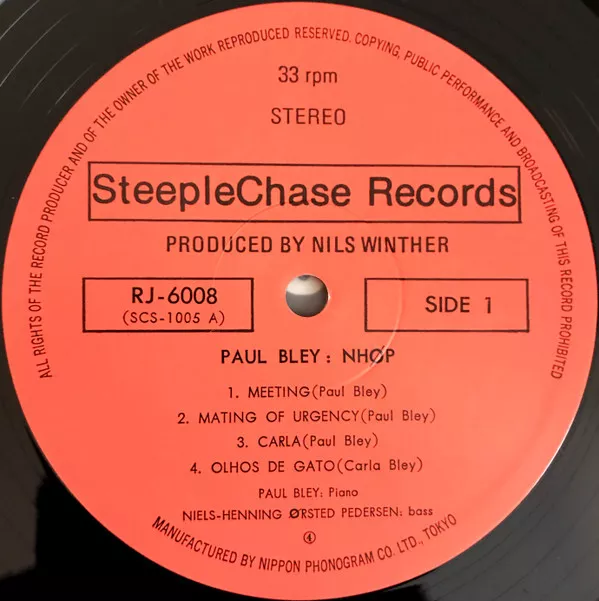 ALL RIGHTS OF THE RECORD PRODUCER AND OF THE OWNER OF THE WORK REPRODUCED RESERVED. COPYING, PUBLIC PERFORMANCE AND BROADCASTING OF THIS RECORD PROHIBITED
33 rpm
STEREO
SteepleChase Records
PRODUCED BY NILS WINTHER
RJ-6008
(SCS-1005 A)
SIDE 1
PAUL BLEY : NHØP
1. MEETING(Paul Bley)
2. MATING OF URGENCY(Paul Bley)
3. CARLA(Paul Bley)
4. OLHOS DE GATO(Carla Bley)
PAUL BLEY: Piano
NIELS-HENNING ØRSTED PEDERSEN: bass
④
MANUFACTURED BY NIPPON PHONOGRAM CO. LTD., TOKYO